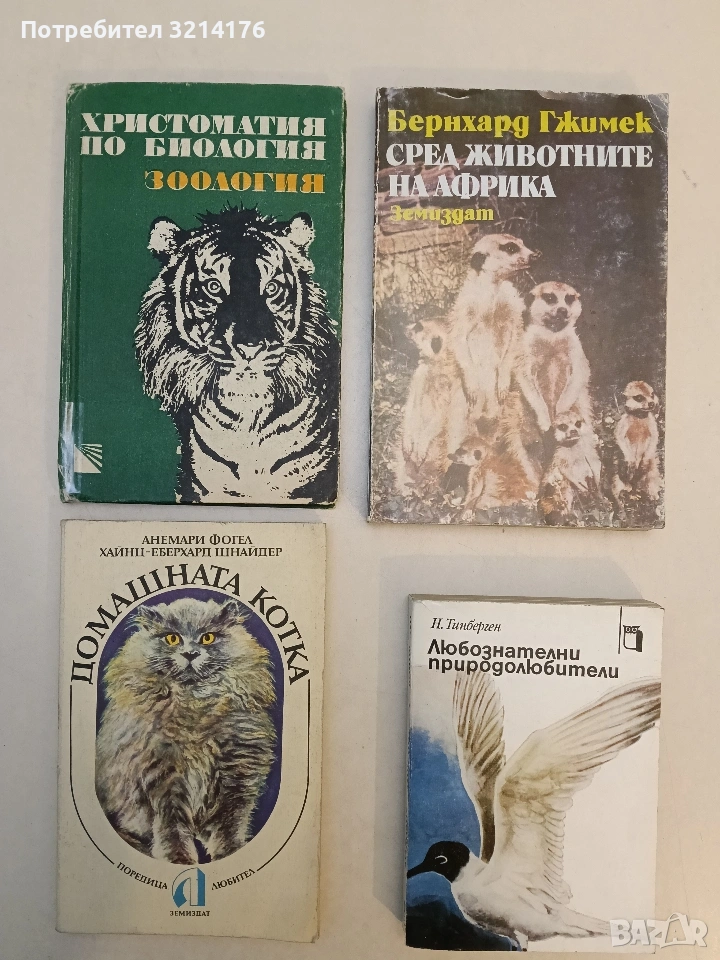 Потребител 3214176
ХРИСТОМАТИЯ
ПО БИОЛОГИЯ
ЗООЛОГИЯ
Бернхард Гжимек
СРЕД ЖИВОТНИТЕ
НА АФРИКА
Земиздат
АНЕМАРИ ФОГЕЛ
ХАЙНЦ-ЕБЕРХАРД ШНАЙДЕР
ДОМАШНАТА КОТКА
ПОРЕДИЦА ЛЮБИТЕЛ
ЗЕМИЗДАТ
Н. Тинберген
Любознателни
природолюбители
BAZAR